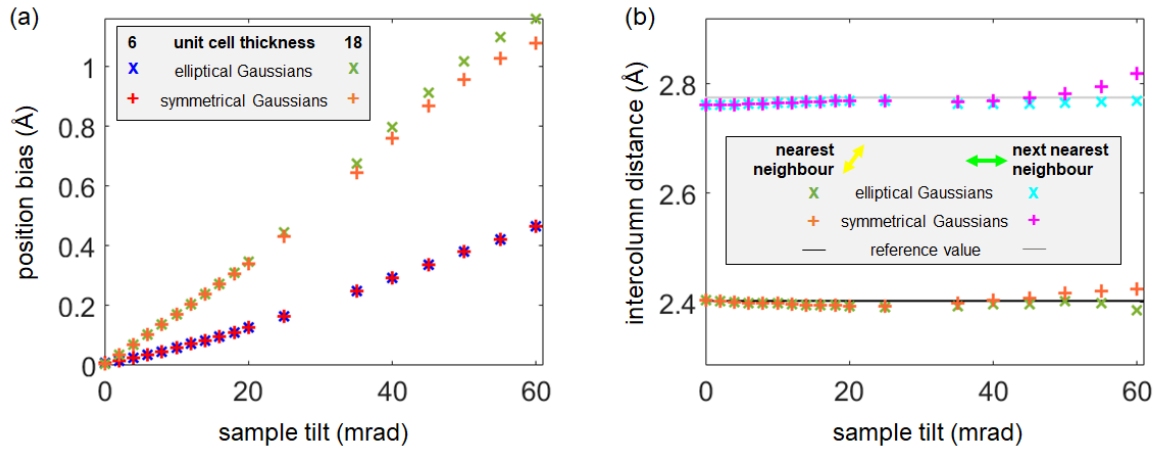 (a)
6 unit cell thickness 18
x elliptical Gaussians x
+ symmetrical Gaussians +
position bias (Å)
1
0.8
0.6
0.4
0.2
0
0 20 40 60
sample tilt (mrad)
(b)
intercolumn distance (Å)
2.8
2.6
2.4
nearest neighbour
next nearest neighbour
x elliptical Gaussians x
+ symmetrical Gaussians +
reference value
0 20 40 60
sample tilt (mrad)